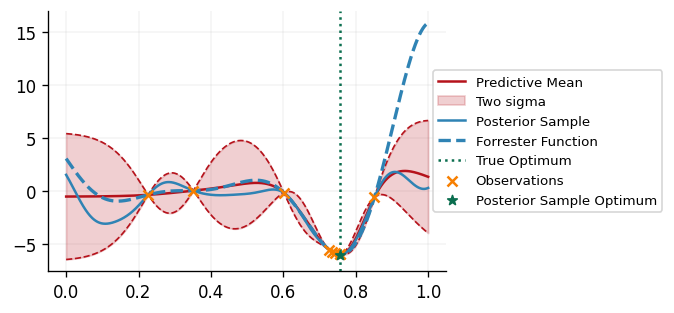 15
10
5
0
−5
0.0 0.2 0.4 0.6 0.8 1.0
Predictive Mean
Two sigma
Posterior Sample
Forrester Function
True Optimum
Observations
Posterior Sample Optimum